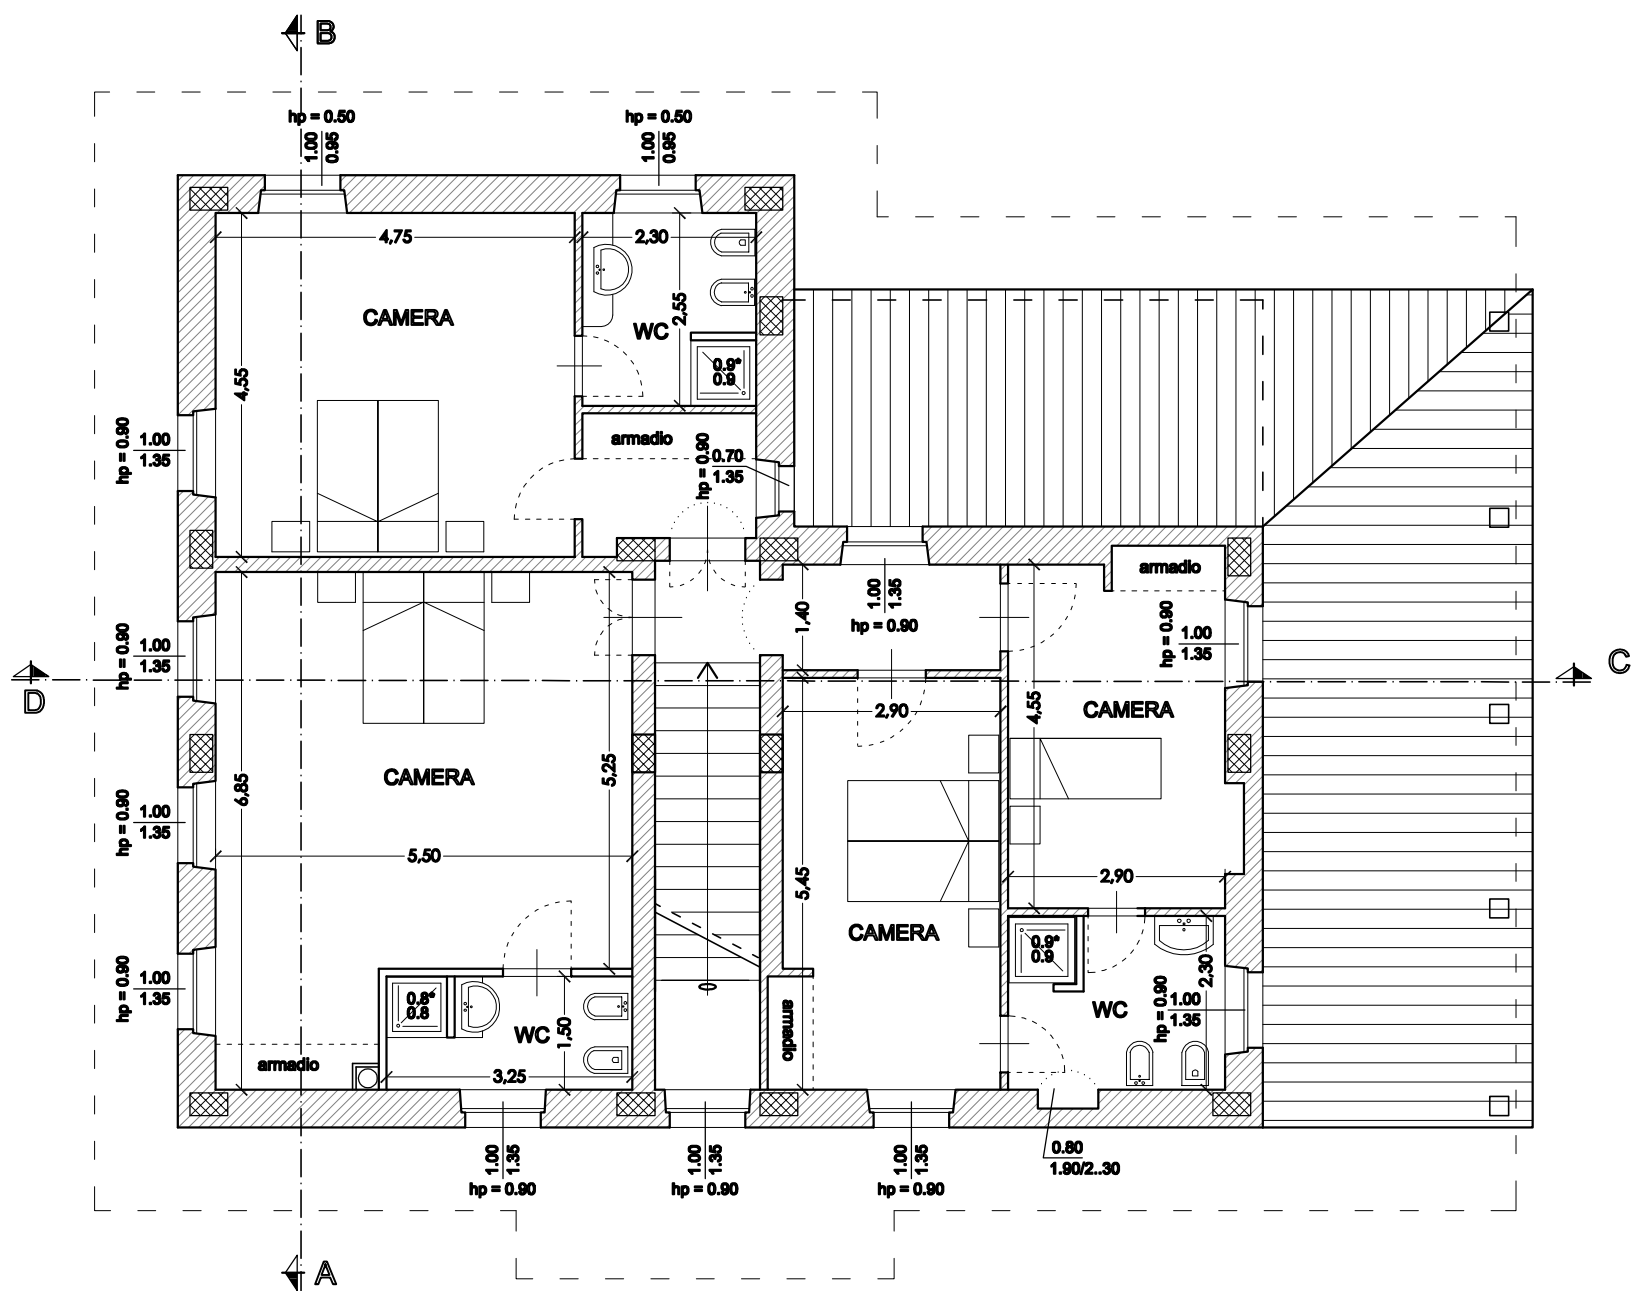 B
hp = 0.50
1.00
0.95
hp = 0.50
1.00
0.95
4,75
2,30
CAMERA
4,55
WC
2,55
0.9*
0.9
armadio
hp = 0.90
1.00
1.35
hp = 0.90
0.70
1.35
armadio
1.00
1.35
hp = 0.90
1,40
hp = 0.90
1.00
1.35
hp = 0.90
1.00
1.35
D
C
2,90
4,55
CAMERA
CAMERA
6,85
5,25
hp = 0.90
1.00
1.35
5,50
5,45
2,90
CAMERA
0.9*
0.9
2,30
hp = 0.90
1.00
1.35
0.8*
0.8
WC
1,50
armadio
WC
hp = 0.90
1.00
1.35
armadio
3,25
1.00
1.35
hp = 0.90
1.00
1.35
hp = 0.90
1.00
1.35
hp = 0.90
0.80
1.90/2..30
A